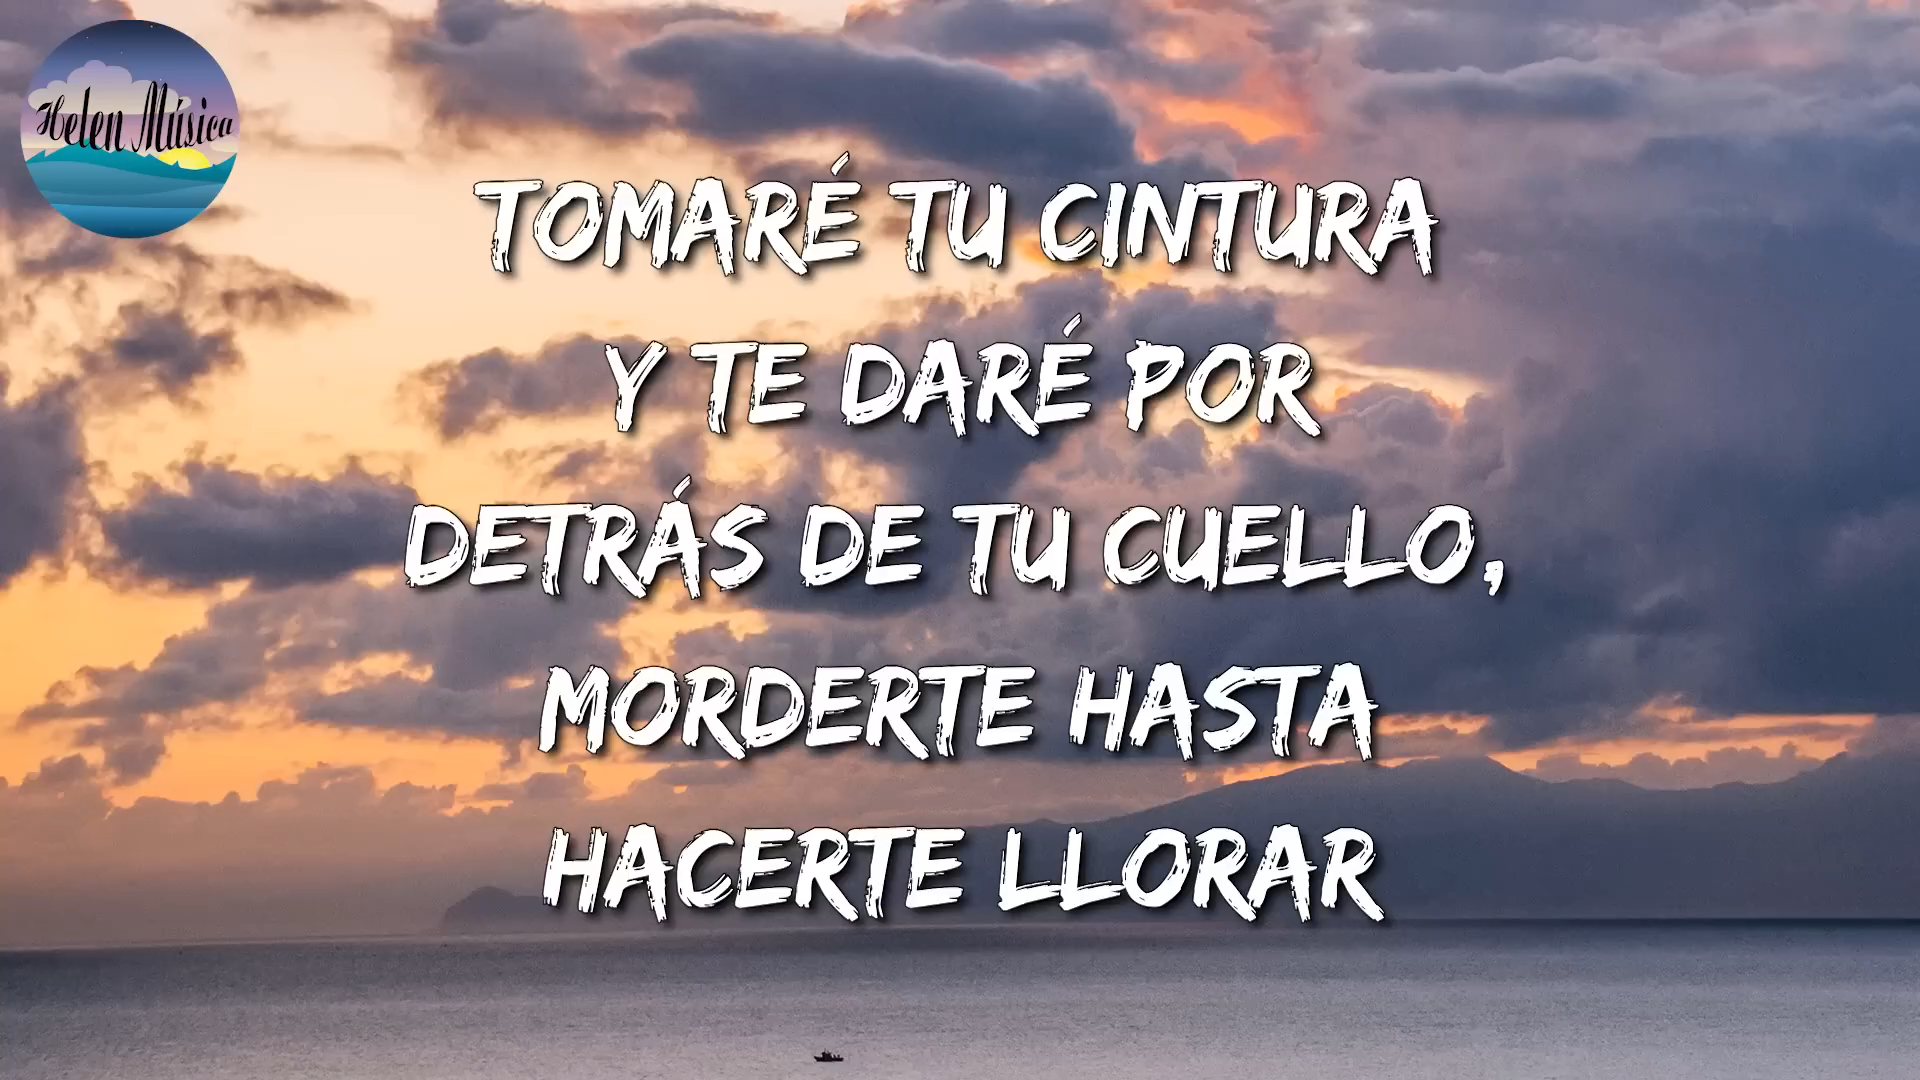 Helen Música
TOMARÉ TU CINTURA
Y TE DARÉ POR
DETRÁS DE TU CUELLO,
MORDERTE HASTA
HACERTE LLORAR